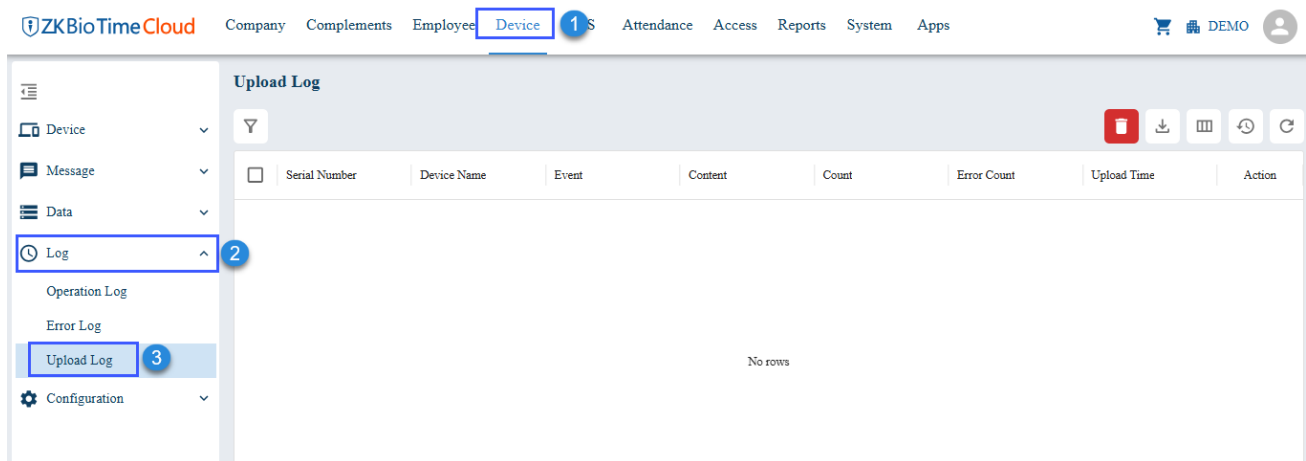 ZKBioTime Cloud Company Complements Employee Device 1 S Attendance Access Reports System Apps DEMO
Upload Log
Device
Message
Data
Log 2
Operation Log
Error Log
Upload Log 3
Configuration
Serial Number Device Name Event Content Count Error Count Upload Time Action
No rows